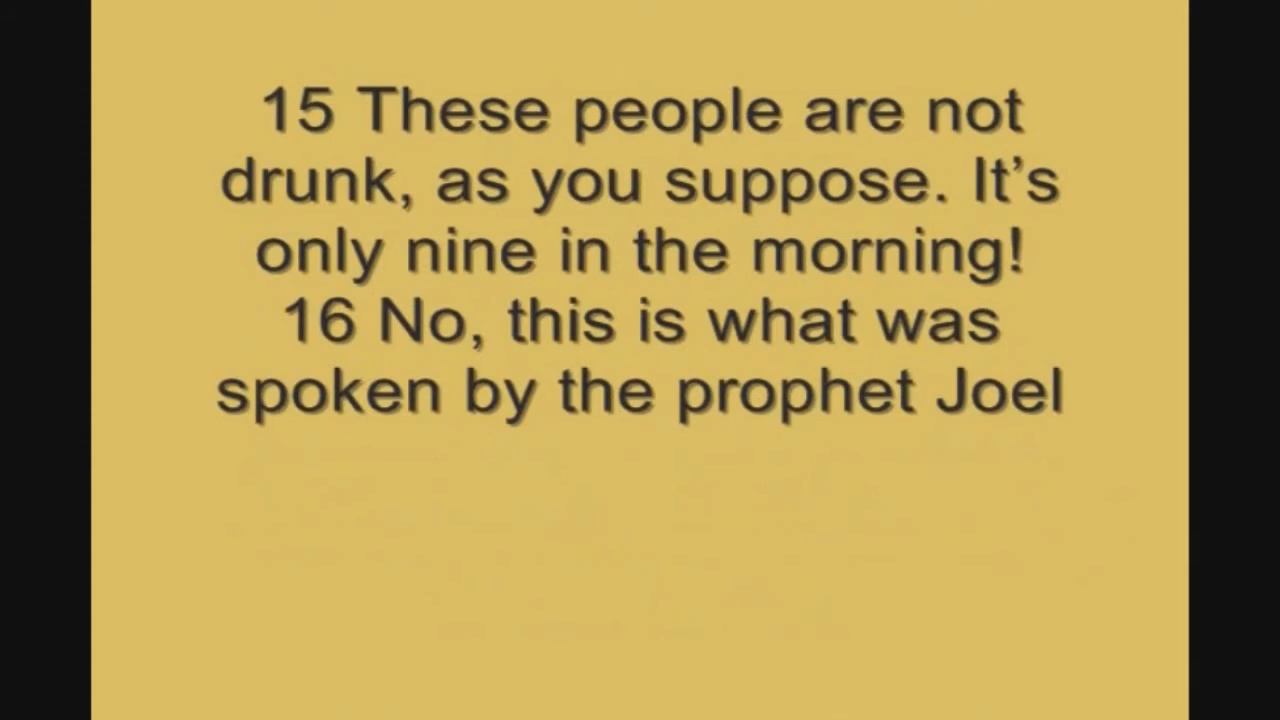 15 These people are not
drunk, as you suppose. It’s
only nine in the morning!
16 No, this is what was
spoken by the prophet Joel